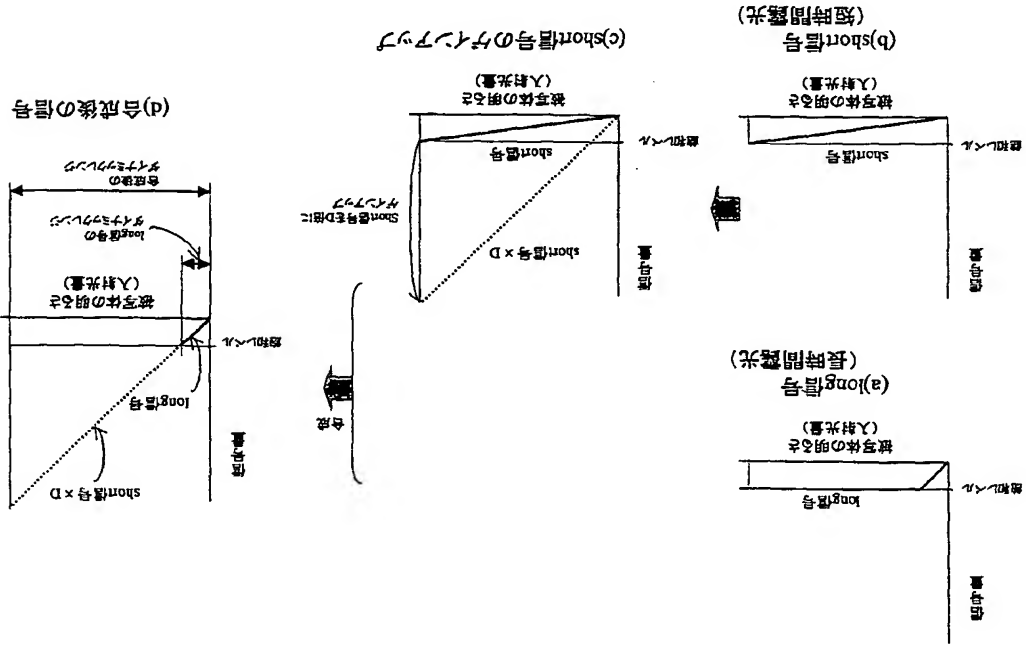 信号量
long信号
飽和レベル
被写体の明るさ
(入射光量)
(a)long信号
(長時間露光)
信号量
short信号
飽和レベル
被写体の明るさ
(入射光量)
(b)short信号
(短時間露光)
信号量
short信号×D
Short信号をD倍に
ゲインアップ
short信号
飽和レベル
被写体の明るさ
(入射光量)
(c)short信号のゲインアップ
合成
short信号×D
信号量
long信号
飽和レベル
被写体の明るさ
(入射光量)
long信号の
ダイナミックレンジ
合成後の
ダイナミックレンジ
(d)合成後の信号